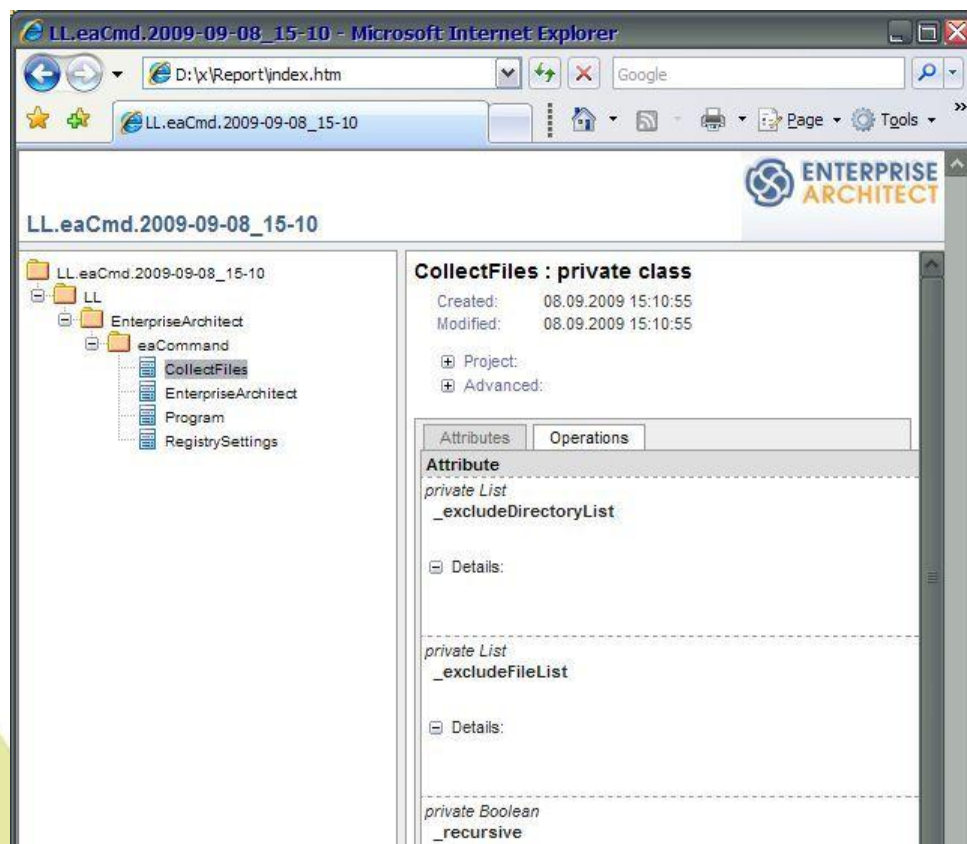 LL.eaCmd.2009-09-08_15-10 - Microsoft Internet Explorer
D:\x\Report\index.htm
Google
LL.eaCmd.2009-09-08_15-10
Page
Tools
»
ENTERPRISE
ARCHITECT
LL.eaCmd.2009-09-08_15-10
LL.eaCmd.2009-09-08_15-10
LL
EnterpriseArchitect
eaCommand
CollectFiles
EnterpriseArchitect
Program
RegistrySettings
CollectFiles : private class
Created: 08.09.2009 15:10:55
Modified: 08.09.2009 15:10:55
Project:
Advanced:
Attributes Operations
Attribute
private List
_excludeDirectoryList
Details:
private List
_excludeFileList
Details:
private Boolean
_recursive